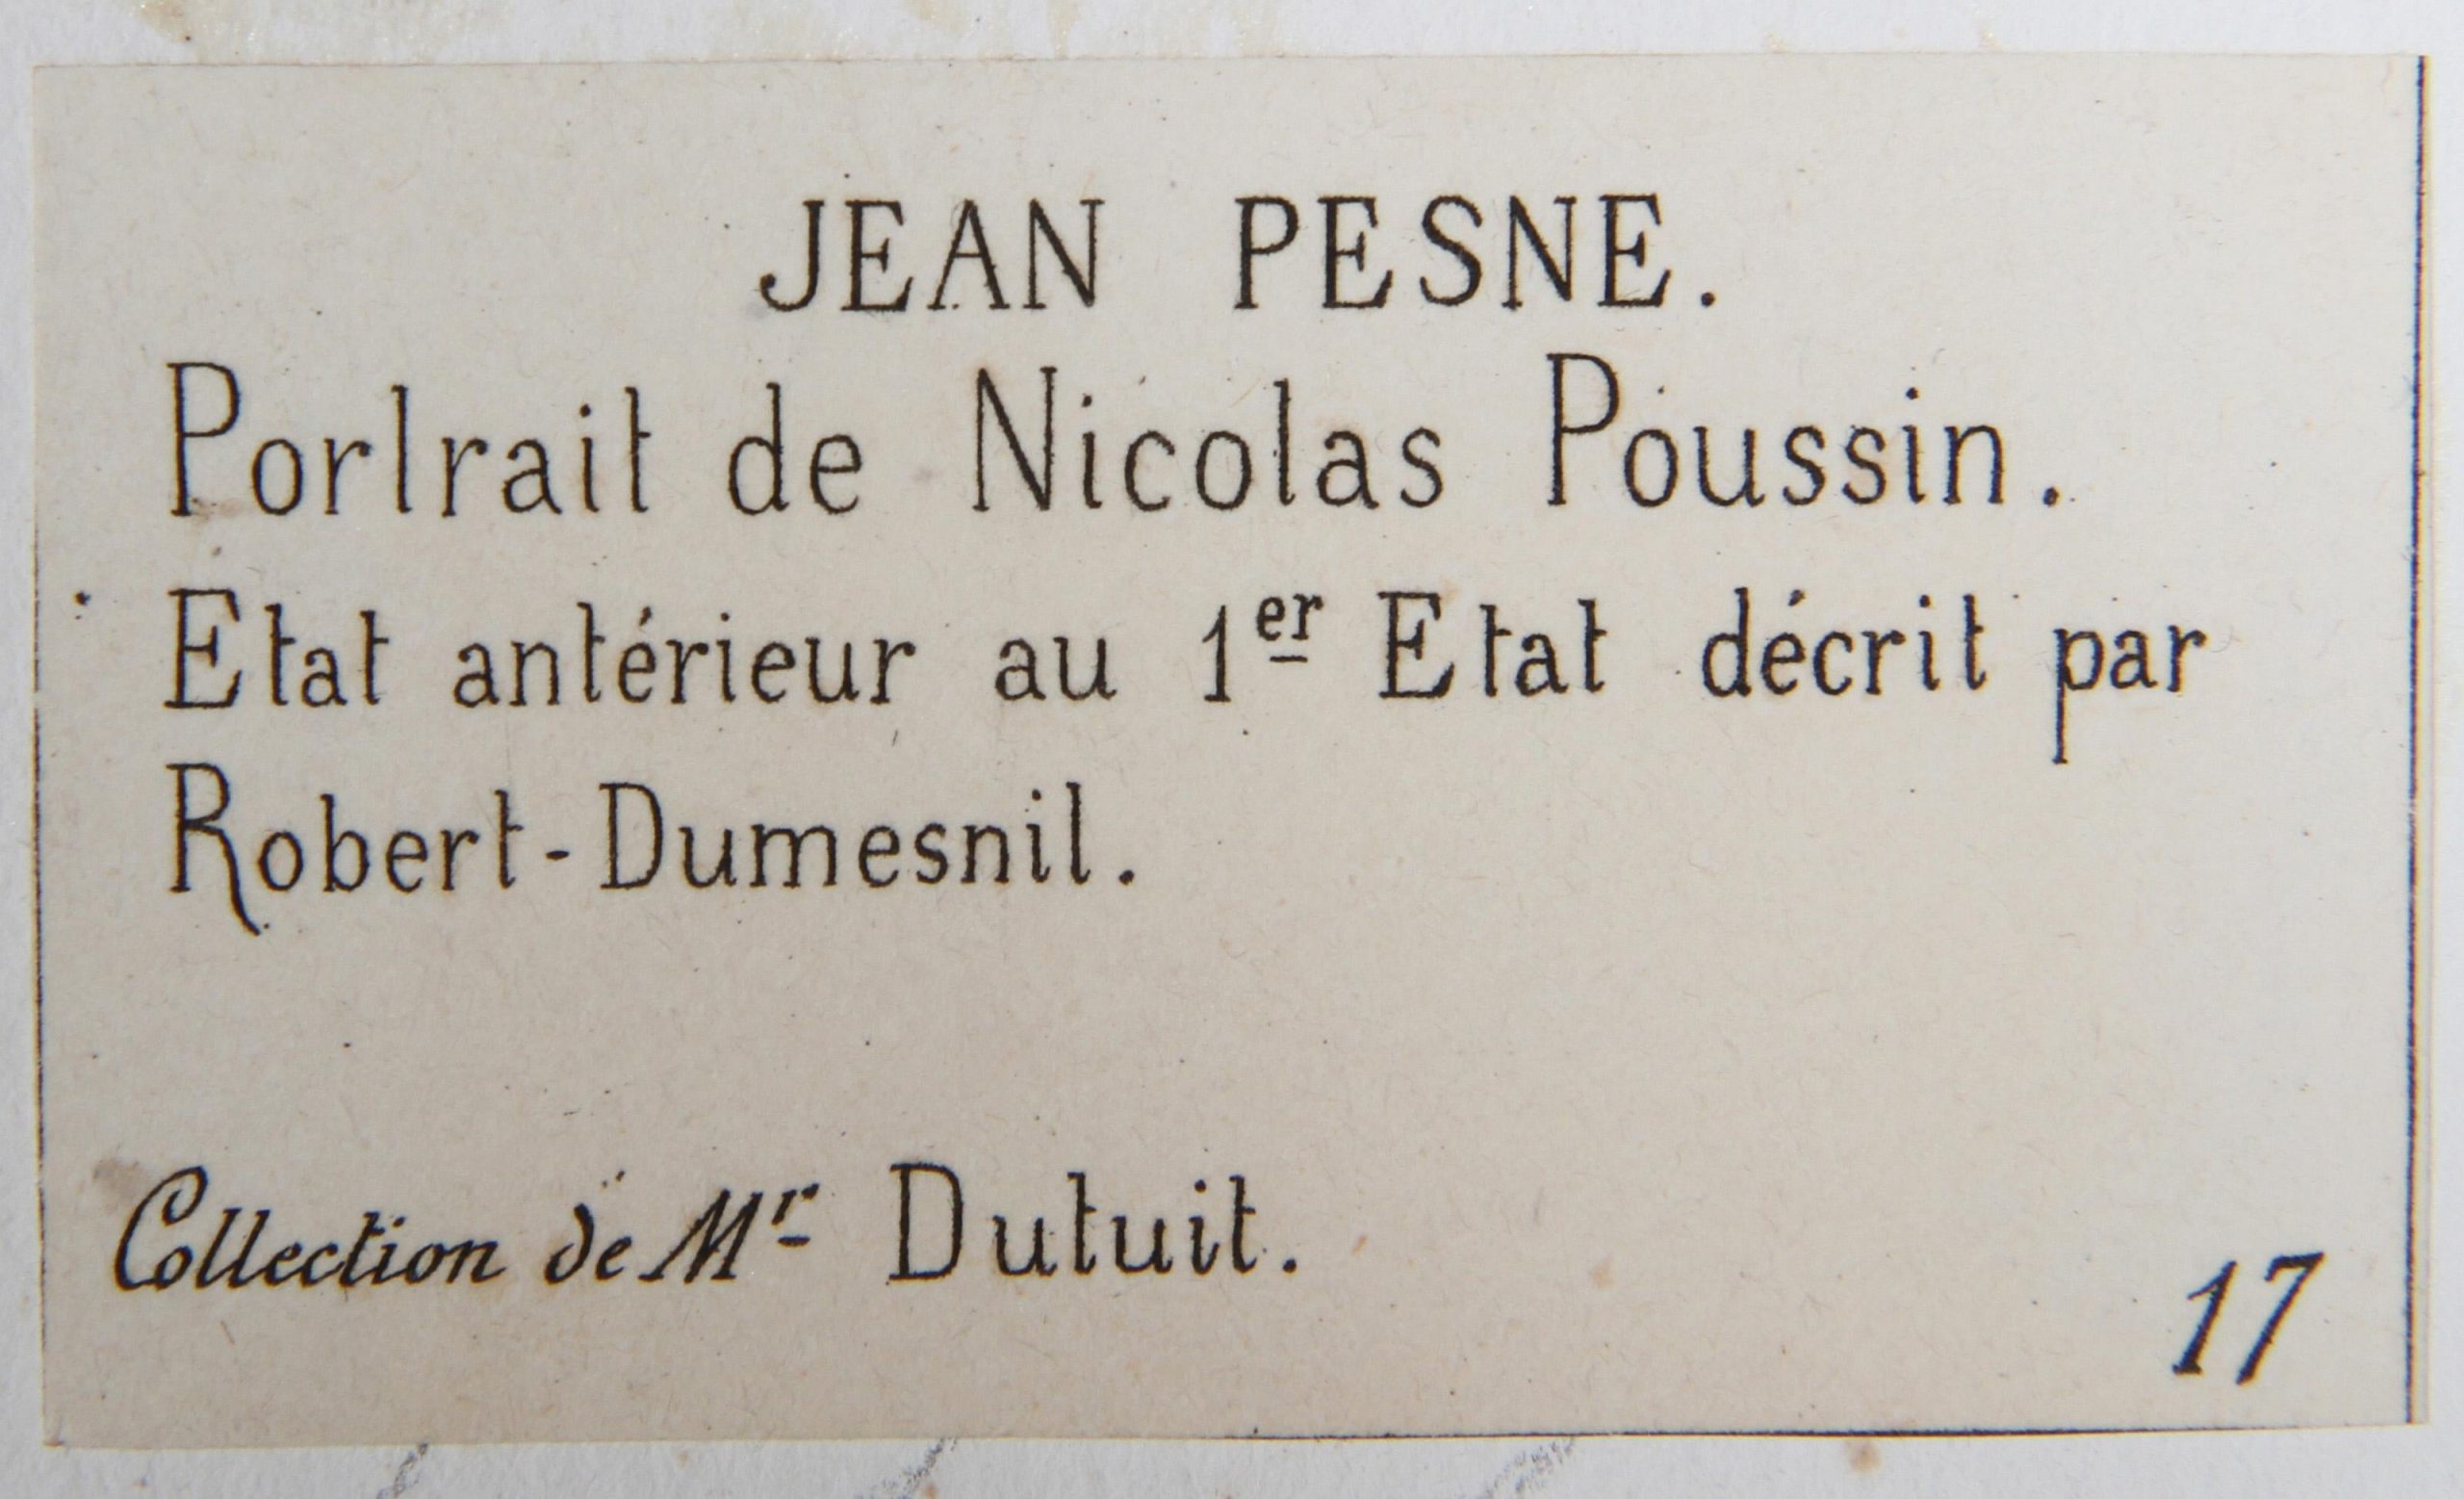 JEAN PESNE.
Portrait de Nicolas Poussin.
Etat antérieur au 1er Etat décrit par
Robert-Dumesnil.
Collection de Mr Dutuit.
17